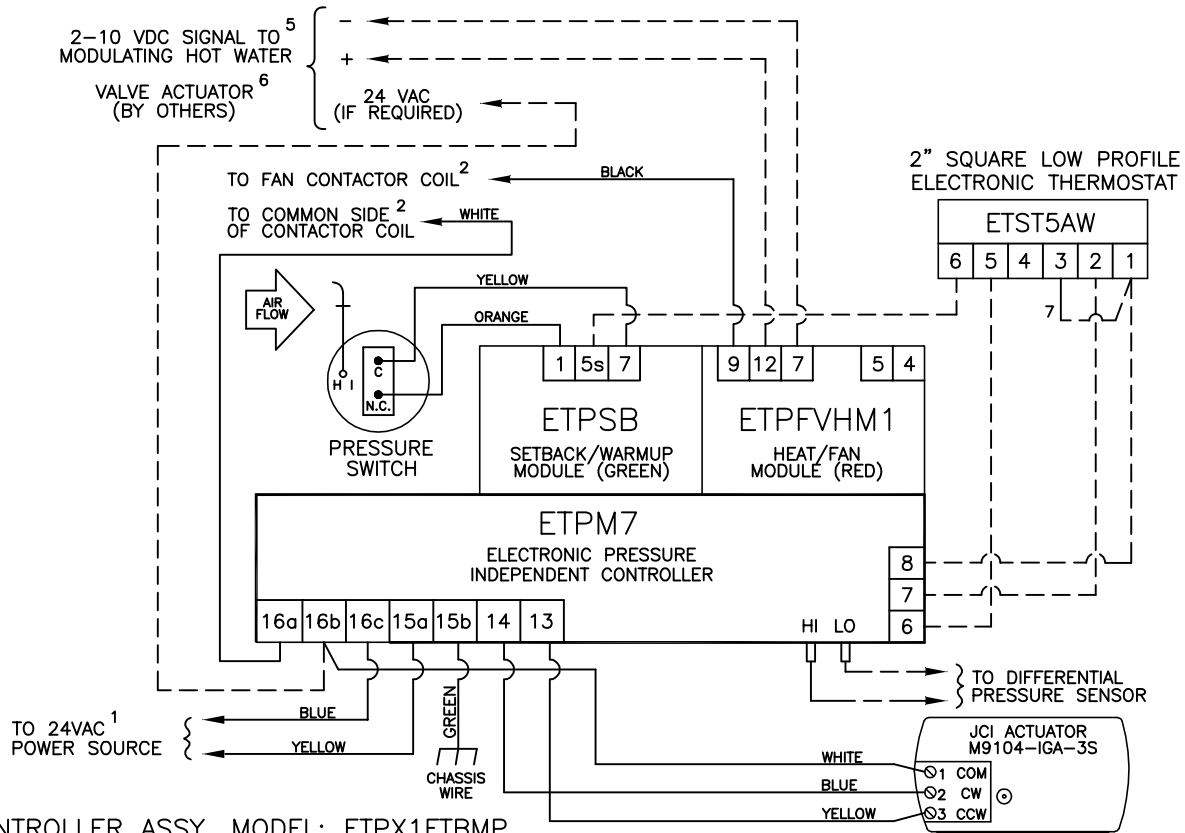 2-10 VDC SIGNAL TO 5
MODULATING HOT WATER
VALVE ACTUATOR 6
(BY OTHERS)
-
+
24 VAC
(IF REQUIRED)
TO FAN CONTACTOR COIL 2
BLACK
TO COMMON SIDE 2
OF CONTACTOR COIL
WHITE
2" SQUARE LOW PROFILE
ELECTRONIC THERMOSTAT
ETST5AW
6 5 4 3 2 1
7
AIR
FLOW
YELLOW
ORANGE
H I
C
N.C.
PRESSURE
SWITCH
1 5s 7
ETPSB
SETBACK/WARMUP
MODULE (GREEN)
9 12 7 5 4
ETPFVHM1
HEAT/FAN
MODULE (RED)
ETPM7
ELECTRONIC PRESSURE
INDEPENDENT CONTROLLER
8
7
6
16a 16b 16c 15a 15b 14 13
HI LO
TO DIFFERENTIAL
PRESSURE SENSOR
TO 24VAC 1
POWER SOURCE
BLUE
YELLOW
GREEN
CHASSIS
WIRE
WHITE
BLUE
YELLOW
JCI ACTUATOR
M9104-IGA-3S
1 COM
2 CW
3 CCW
NTROLLER ASSY. MODEL: ETPX1ETBMP